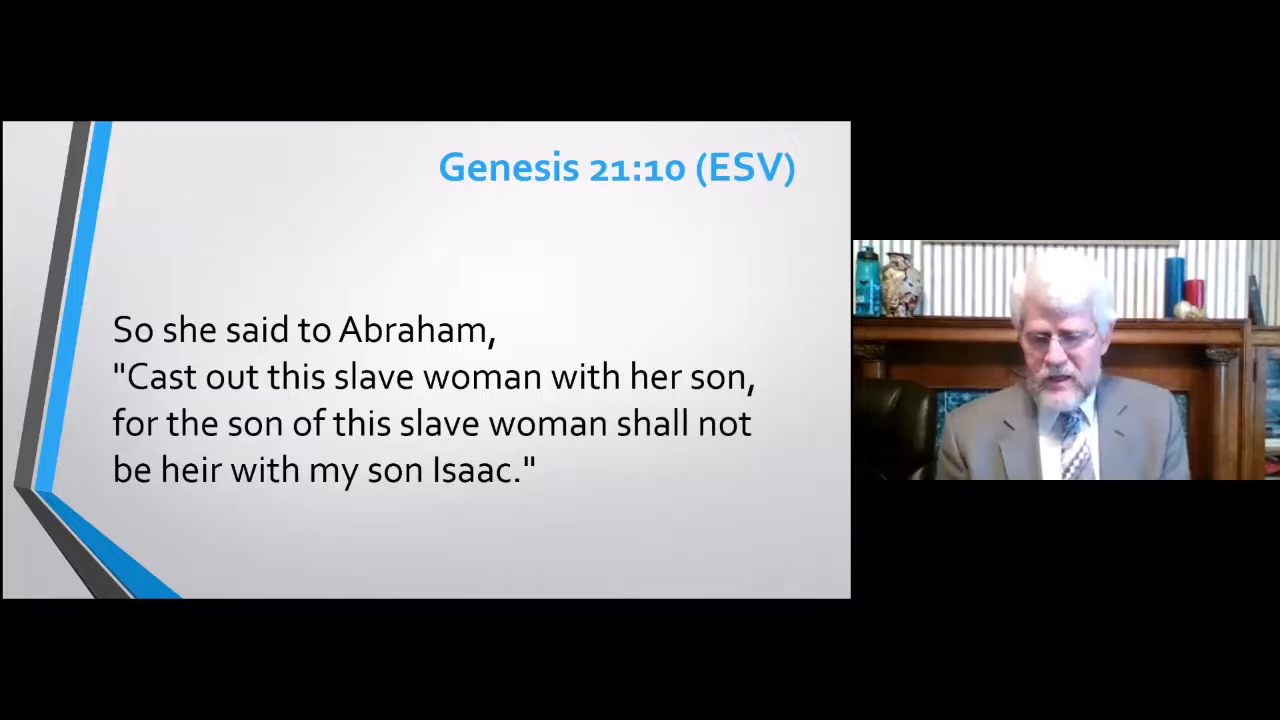 Genesis 21:10 (ESV)
So she said to Abraham,
"Cast out this slave woman with her son,
for the son of this slave woman shall not
be heir with my son Isaac."